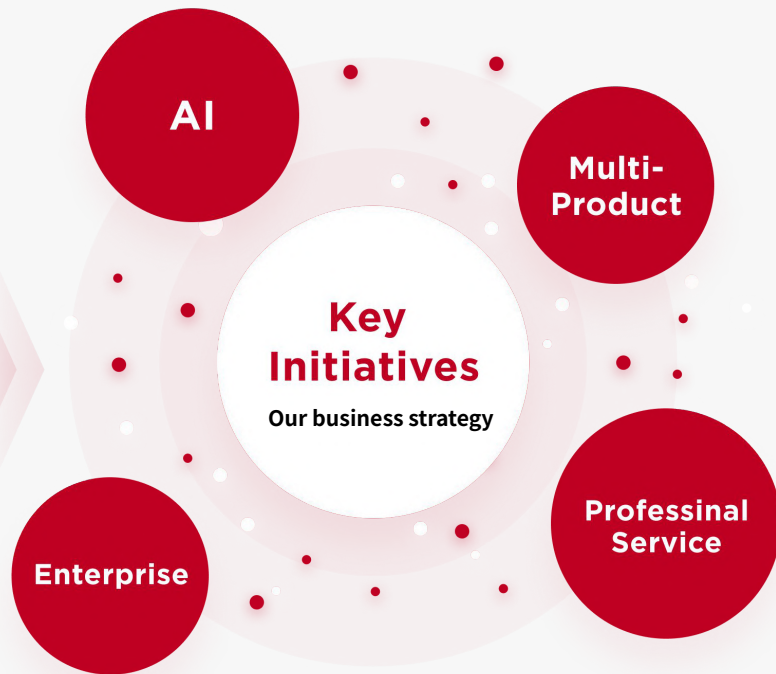 AI
Multi-
Product
Key
Initiatives
Our business strategy
Professinal
Service
Enterprise